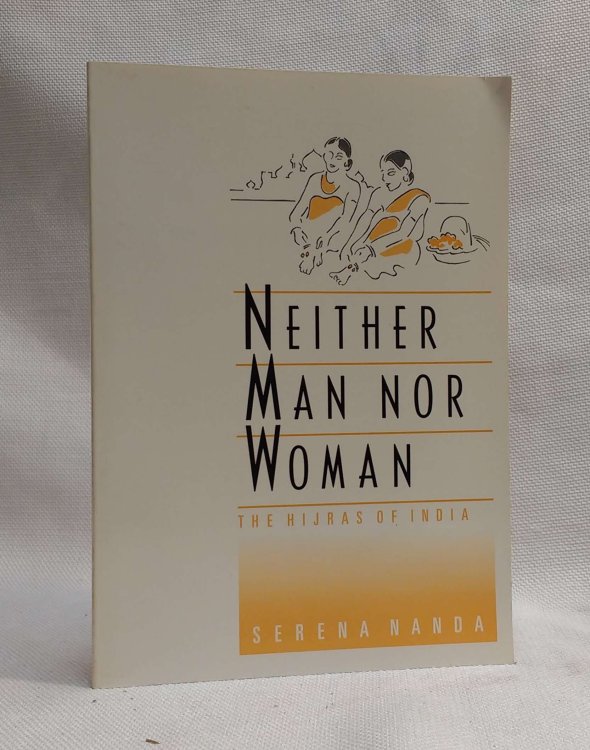 NEITHER
MAN NOR
WOMAN
THE HIJRAS OF INDIA
SERENA NANDA